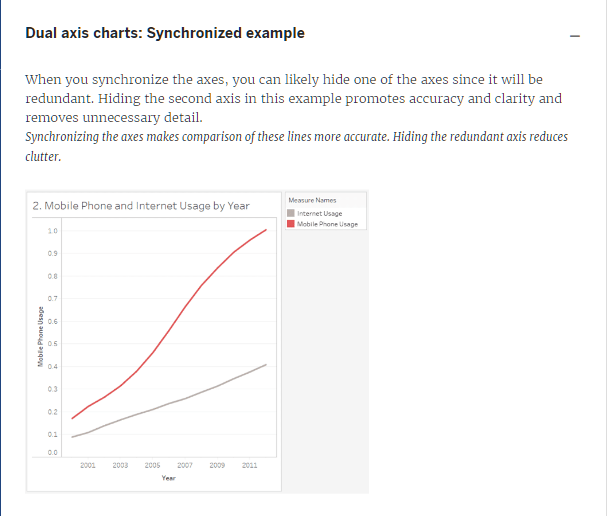 Dual axis charts: Synchronized example
When you synchronize the axes, you can likely hide one of the axes since it will be
redundant. Hiding the second axis in this example promotes accuracy and clarity and
removes unnecessary detail.
Synchronizing the axes makes comparison of these lines more accurate. Hiding the redundant axis reduces
clutter.
2. Mobile Phone and Internet Usage by Year
Measure Names
Internet Usage
Mobile Phone Usage
1.0
0.9
0.8
0.7
0.6
0.5
0.4
0.3
0.2
0.1
0.0
Mobile Phone Usage
2001 2003 2005 2007 2009 2011
Year